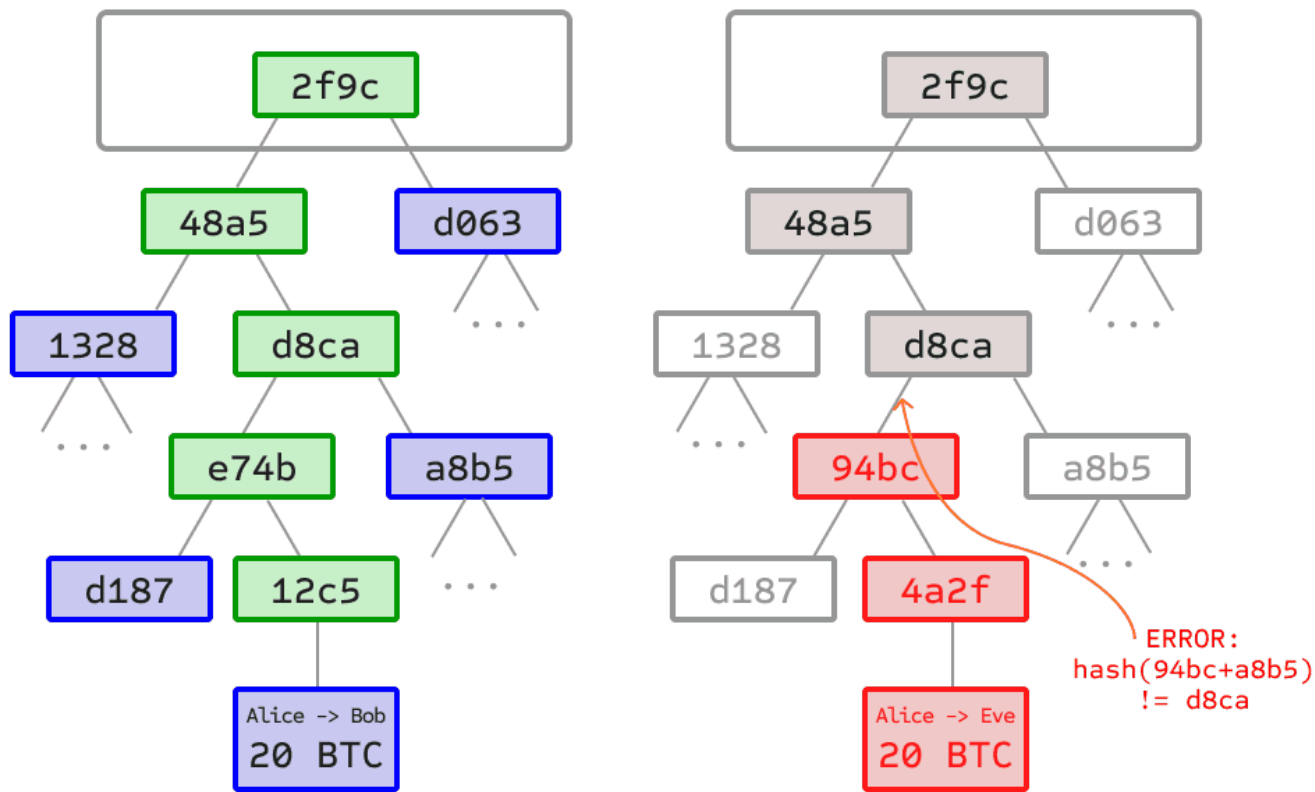 2f9c
48a5
d063
1328
d8ca
...
...
e74b
a8b5
d187
12c5
...
Alice -> Bob
20 BTC
2f9c
48a5
d063
1328
d8ca
...
...
94bc
a8b5
d187
4a2f
...
ERROR:
hash(94bc+a8b5)
!= d8ca
Alice -> Eve
20 BTC